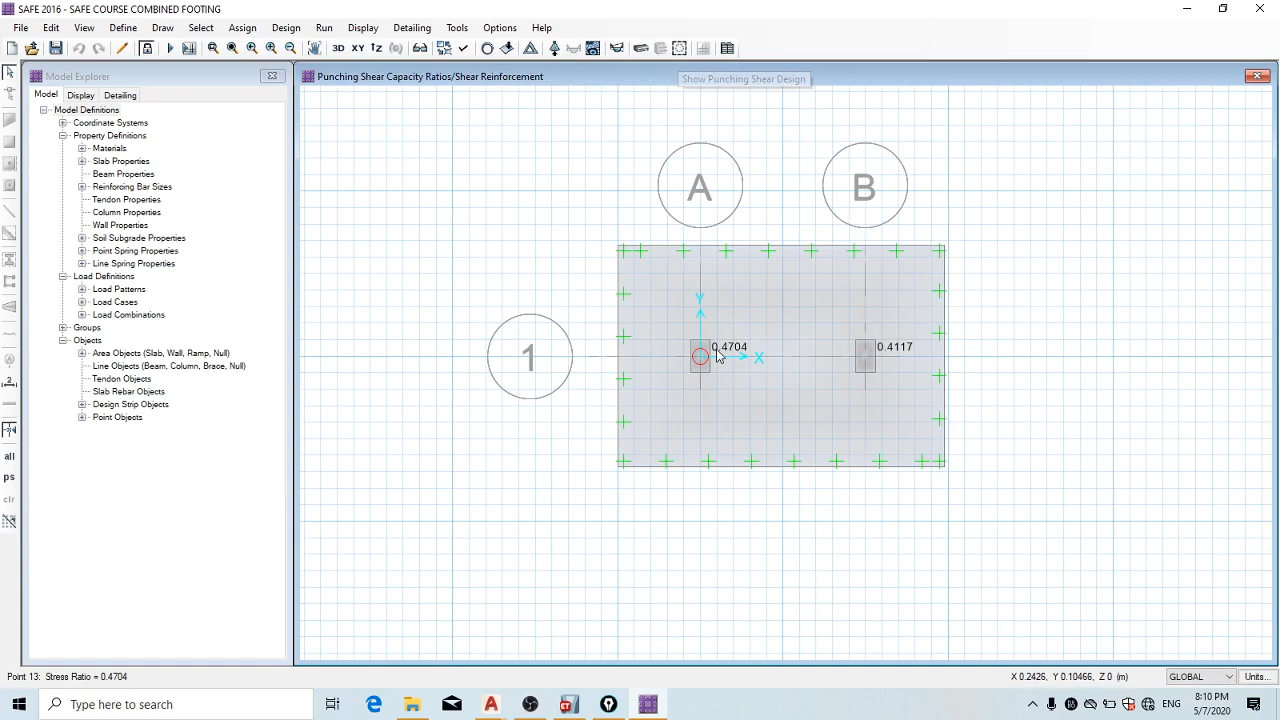 SAFE 2016 - SAFE COURSE COMBINED FOOTING
File Edit View Define Draw Select Assign Design Run Display Detailing Tools Options Help
3D XY
Model Explorer
Punching Shear Capacity Ratios/Shear Reinforcement
Show Punching Shear Design
Model Display Detailing
Model Definitions
Coordinate Systems
Property Definitions
Materials
Slab Properties
Beam Properties
Reinforcing Bar Sizes
Tendon Properties
Column Properties
Wall Properties
Soil Subgrade Properties
Point Spring Properties
Line Spring Properties
Load Definitions
Load Patterns
Load Cases
Load Combinations
Groups
Objects
Area Objects (Slab, Wall, Ramp, Null)
Line Objects (Beam, Column, Brace, Null)
Tendon Objects
Slab Rebar Objects
Design Strip Objects
Point Objects
A B
Y
0.4704 0.4117
1
X
all
ps
clr
Point 13: Stress Ratio = 0.4704
X 0.2426, Y 0.10466, Z 0 (m)
GLOBAL
Units...
Type here to search
ENG
8:10 PM
5/7/2020